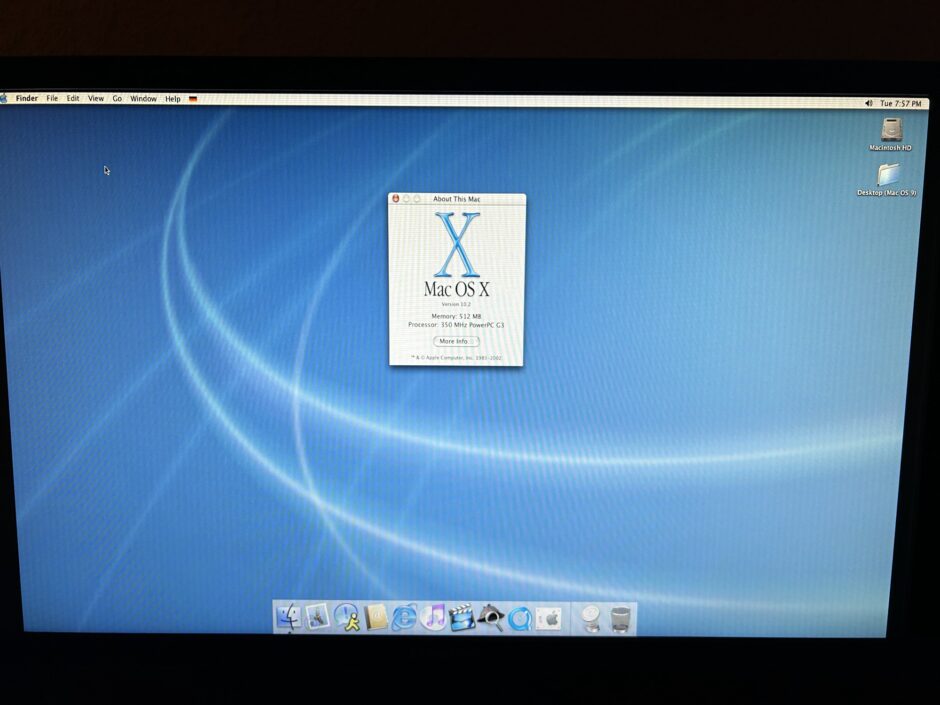 Finder File Edit View Go Window Help
Tue 7:57 PM
Macintosh HD
Desktop (Mac OS 9)
About This Mac
X
Mac OS X
Version 10.2
Memory: 512 MB
Processor: 350 MHz PowerPC G3
More Info...
™ & © Apple Computer, Inc. 1983-2002